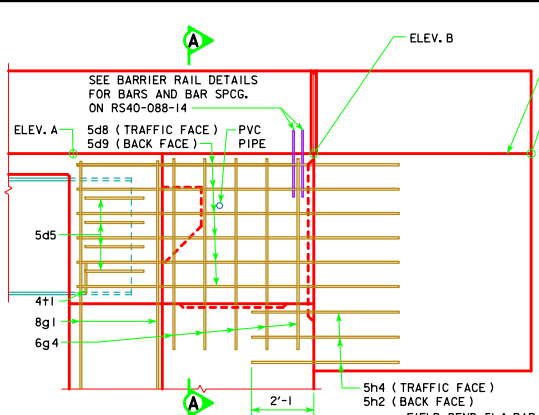 A
ELEV. B
SEE BARRIER RAIL DETAILS
FOR BARS AND BAR SPCG.
ON RS40-088-14
ELEV. A
5d8 (TRAFFIC FACE)
5d9 (BACK FACE)
PVC
PIPE
5d5
4t1
8g1
6g4
2'-1
5h4 (TRAFFIC FACE)
5h2 (BACK FACE)
A